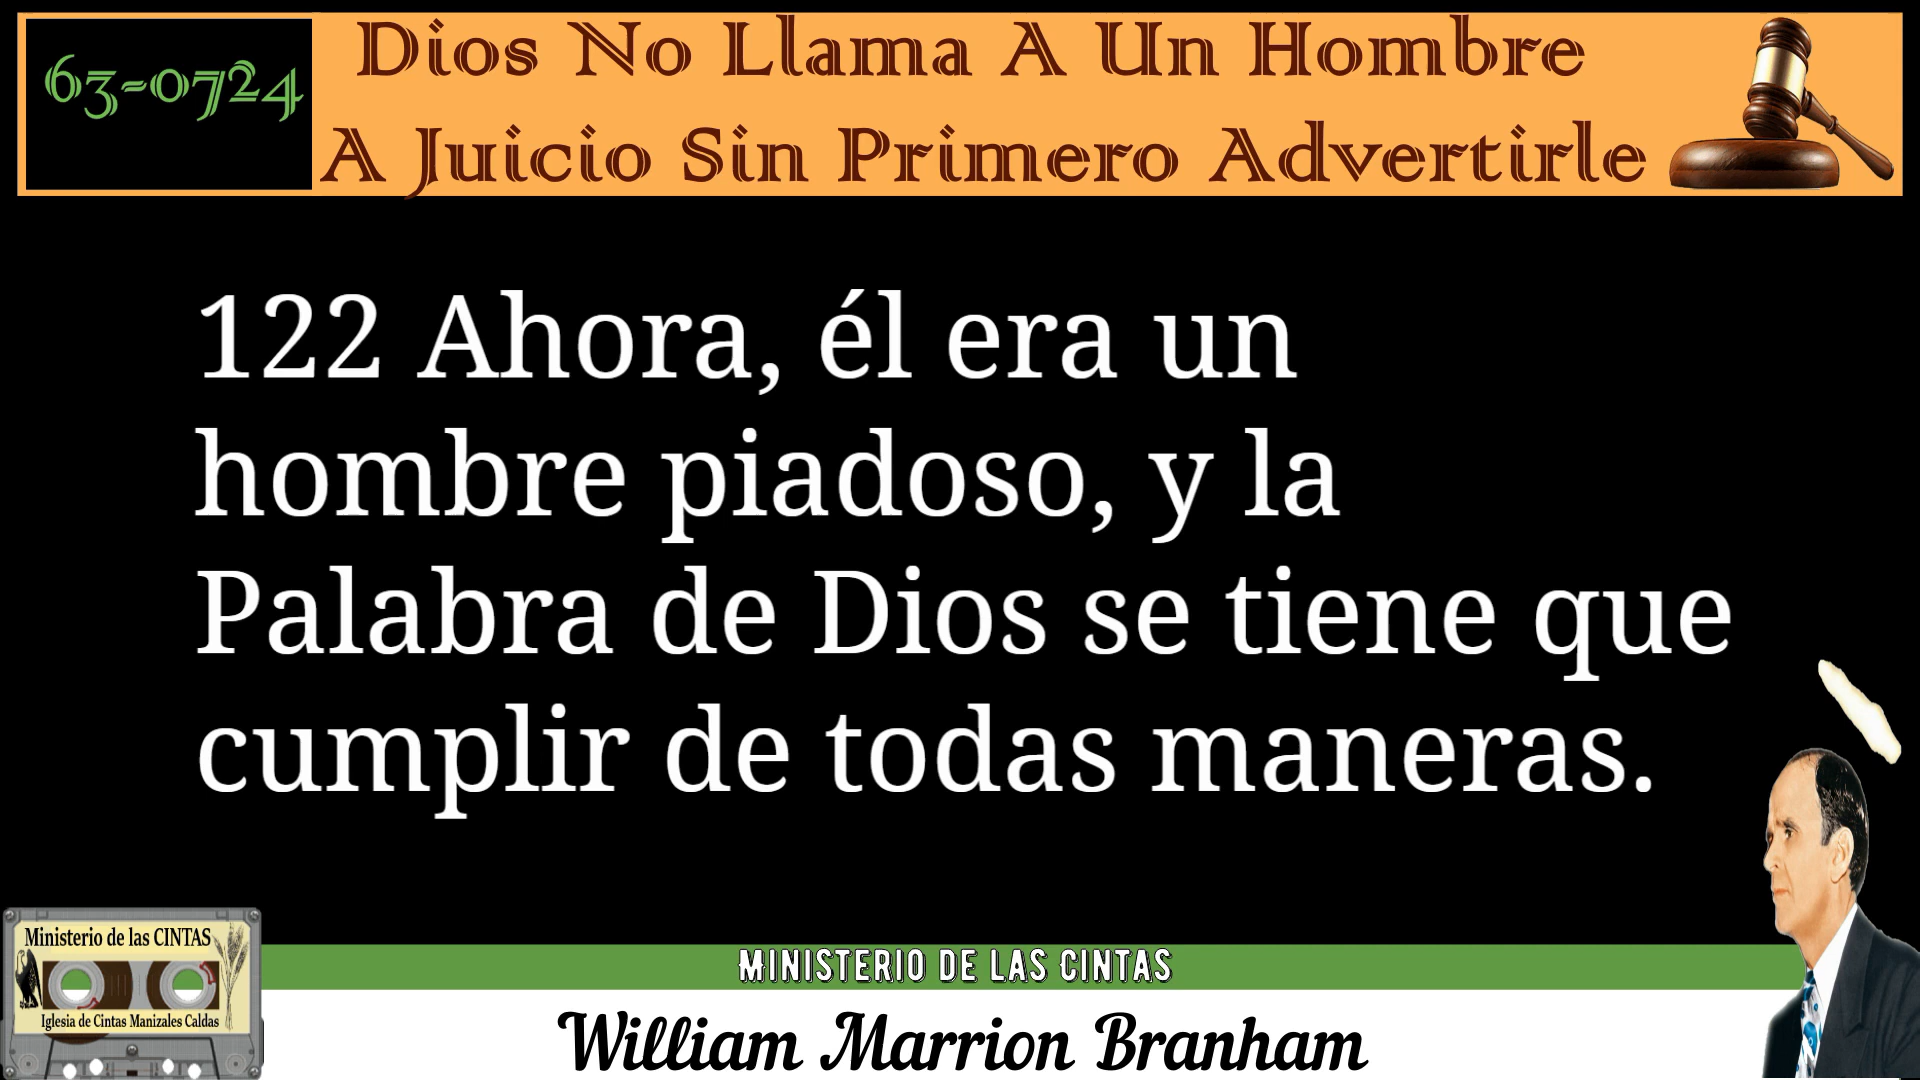 63-0724
Dios No Llama A Un Hombre
A Juicio Sin Primero Advertirle
122 Ahora, él era un
hombre piadoso, y la
Palabra de Dios se tiene que
cumplir de todas maneras.
Ministerio de las CINTAS
Iglesia de Cintas Manizales Caldas
MINISTERIO DE LAS CINTAS
William Marrion Branham